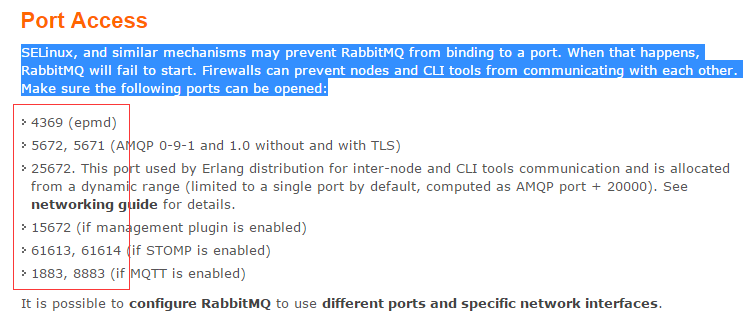 Port Access
SELinux, and similar mechanisms may prevent RabbitMQ from binding to a port. When that happens,
RabbitMQ will fail to start. Firewalls can prevent nodes and CLI tools from communicating with each other.
Make sure the following ports can be opened:
4369 (epmd)
5672, 5671 (AMQP 0-9-1 and 1.0 without and with TLS)
25672. This port used by Erlang distribution for inter-node and CLI tools communication and is allocated
from a dynamic range (limited to a single port by default, computed as AMQP port + 20000). See
networking guide for details.
15672 (if management plugin is enabled)
61613, 61614 (if STOMP is enabled)
1883, 8883 (if MQTT is enabled)
It is possible to configure RabbitMQ to use different ports and specific network interfaces.